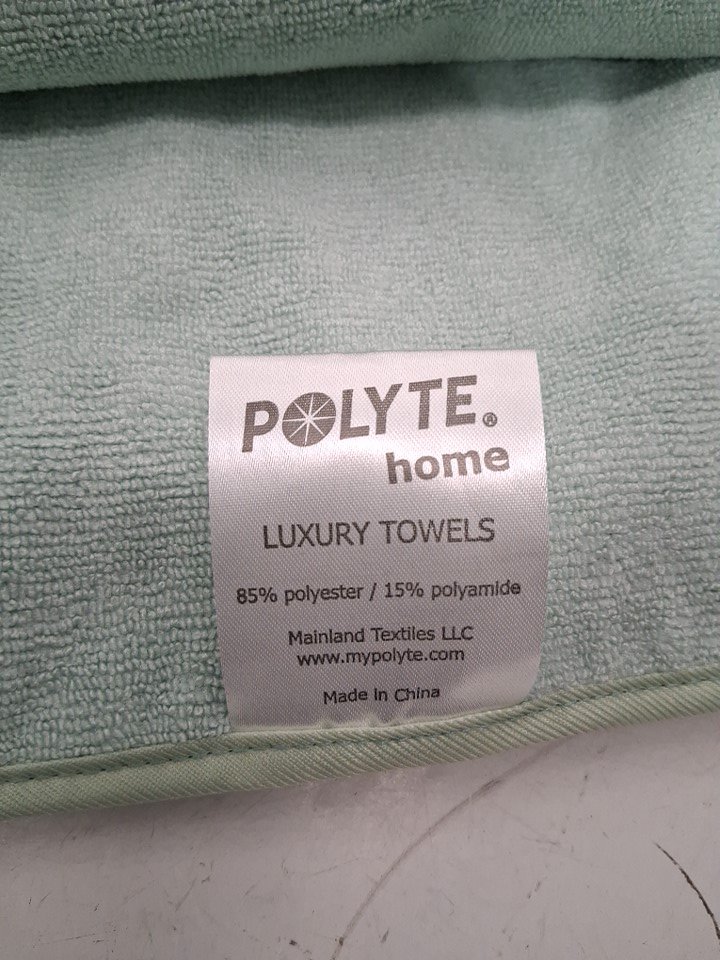 POLYTE®
home
LUXURY TOWELS
85% polyester / 15% polyamide
Mainland Textiles LLC
www.mypolyte.com
Made in China